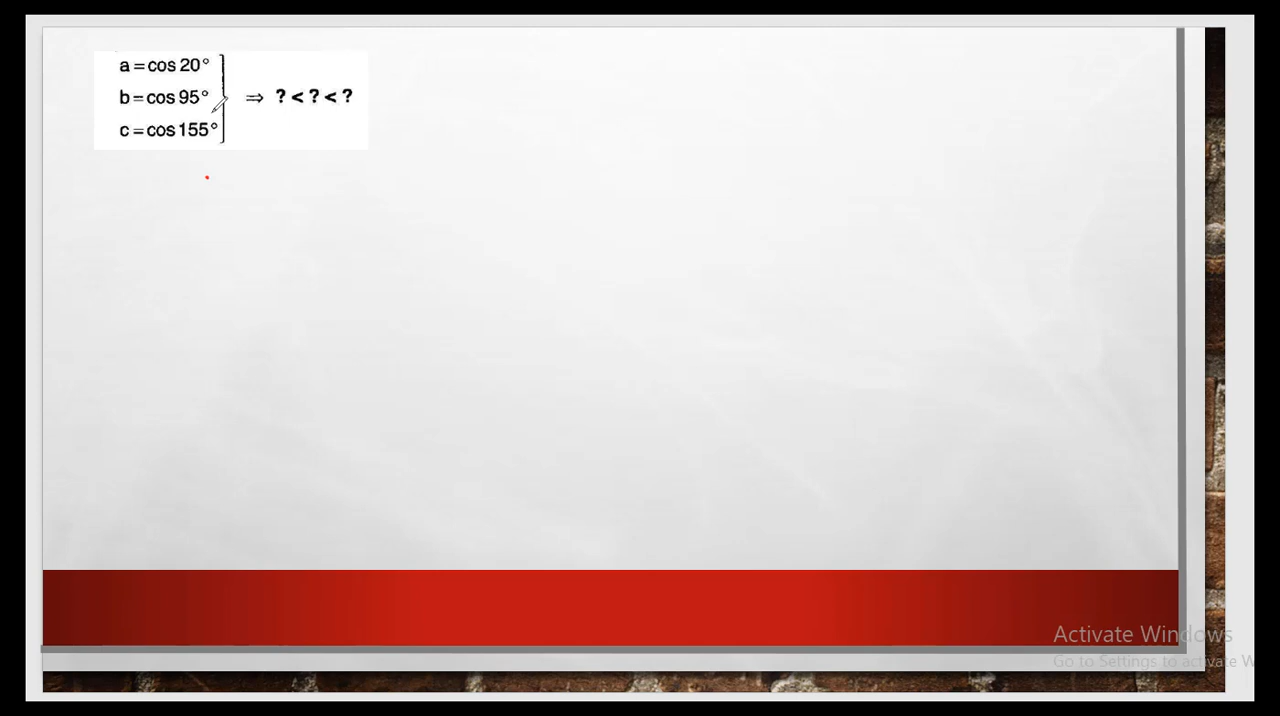 a = cos 20°
b = cos 95° ⇒ ? < ? < ?
c = cos 155°
Activate Windows
Go to Settings to activate W